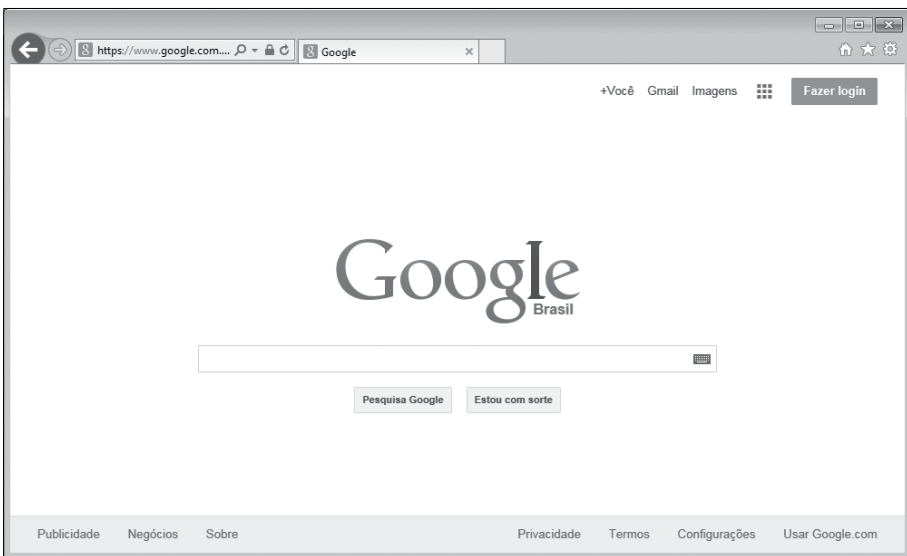 https://www.google.com.... Google
+Você Gmail Imagens Fazer login
Google
Brasil
Pesquisa Google Estou com sorte
Publicidade Negócios Sobre Privacidade Termos Configurações Usar Google.com